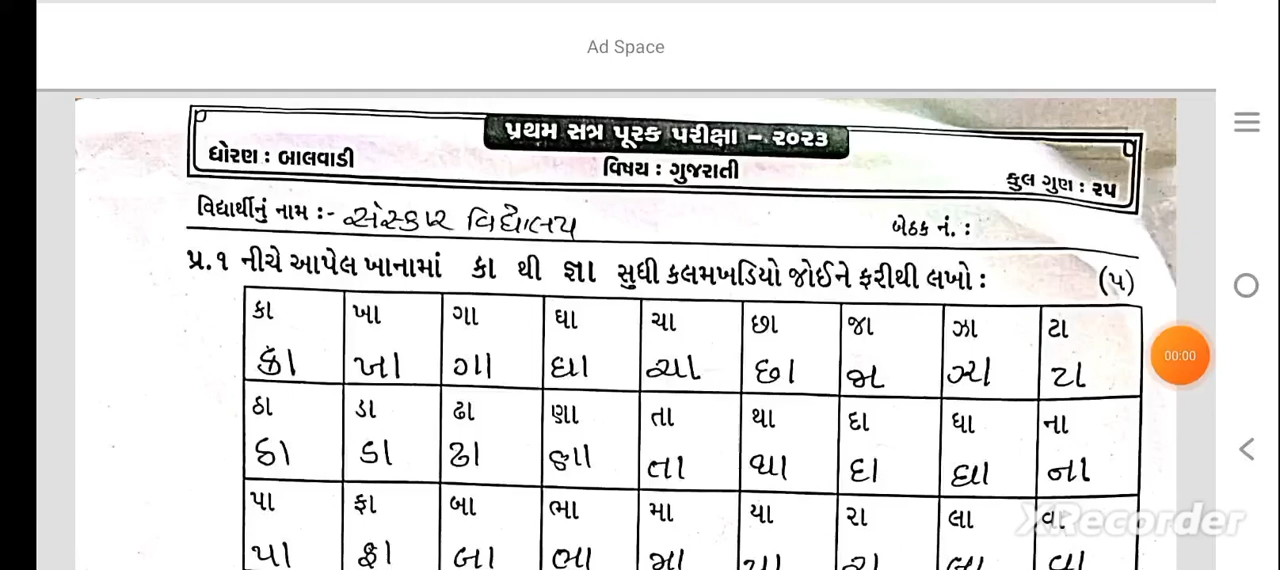 Ad Space
પ્રથમ સત્ર પૂરક પરીક્ષા – ૨૦૨૩
ધોરણ : બાલવાડી વિષય : ગુજરાતી કુલ ગુણ : ૨૫
વિદ્યાર્થીનું નામ :- સંસ્કાર વિદ્યાલય બેઠક નં. :
પ્ર.૧ નીચે આપેલ ખાનામાં કા થી જ્ઞા સુધી કલમખડિયો જોઈને ફરીથી લખો : (૫)
કા ખા ગા ઘા ચા છા જા ઝા ટા
કા ખા ગા ઘા ચા છા જા ઝા ટા
00:00
ઠા ડા ઢા ણા તા થા દા ધા ના
ઠા ડા ઢા ણા તા થા દા ધા ના
પા ફા બા ભા મા યા રા લા વા
XRecorder
પા ફા બા ભા મા યા રા લા વા